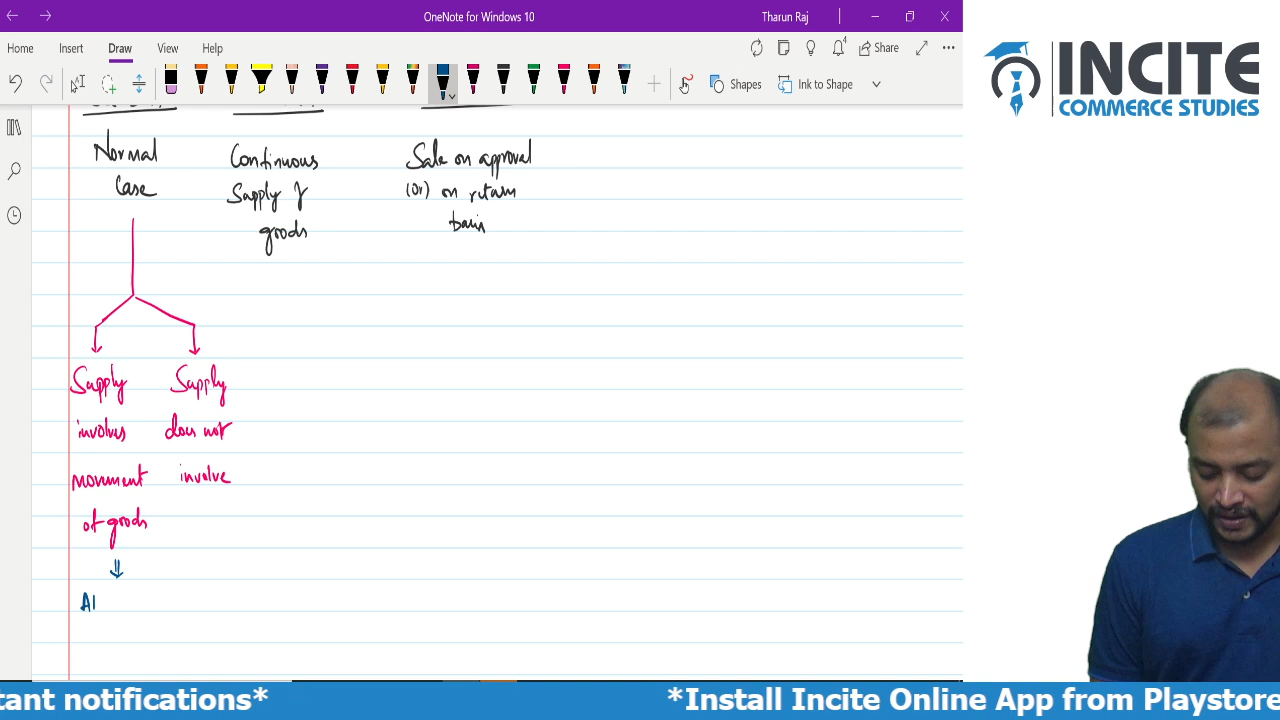 OneNote for Windows 10
Tharun Raj
Home Insert Draw View Help
4 Share
Shapes
Ink to Shape
INCITE
COMMERCE STUDIES
Normal
Case
Continuous
Supply of
goods
Sale on approval
(or) on return
basis
Supply
involves
movement
of goods
Supply
does not
involve
At
tant notifications*
*Install Incite Online App from Playstore